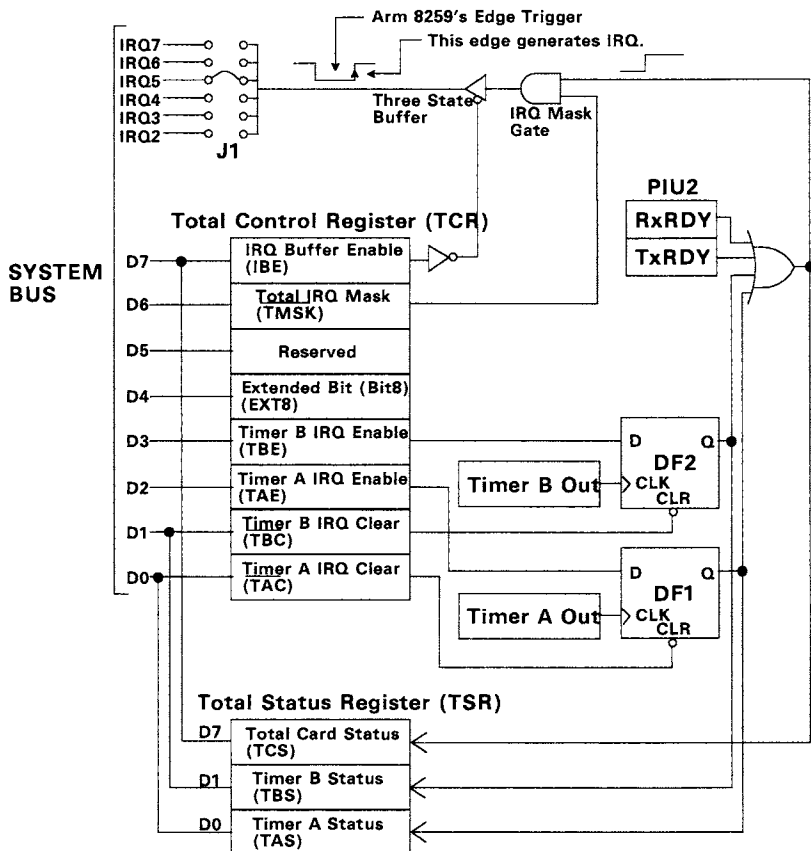 Arm 8259's Edge Trigger
This edge generates IRQ.
IRQ7
IRQ6
IRQ5
IRQ4
IRQ3
IRQ2
J1
Three State
Buffer
IRQ Mask
Gate
PIU2
RxRDY
TxRDY
Total Control Register (TCR)
SYSTEM
BUS
D7
IRQ Buffer Enable
(IBE)
D6
Total IRQ Mask
(TMSK)
D5
Reserved
D4
Extended Bit (Bit8)
(EXT8)
D3
Timer B IRQ Enable
(TBE)
D2
Timer A IRQ Enable
(TAE)
D1
Timer B IRQ Clear
(TBC)
D0
Timer A IRQ Clear
(TAC)
D
Q
DF2
CLK
CLR
Timer B Out
D
Q
DF1
CLK
CLR
Timer A Out
Total Status Register (TSR)
D7
Total Card Status
(TCS)
D1
Timer B Status
(TBS)
D0
Timer A Status
(TAS)